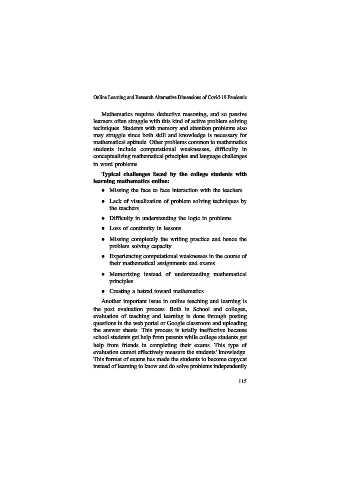 Online Learning and Research Alternative Dimensions of Covid-19 Pandemic
Mathematics requires deductive reasoning, and so passive
learners often struggle with this kind of active problem solving
techniques. Students with memory and attention problems also
may struggle since both skill and knowledge is necessary for
mathematical aptitude. Other problems common to mathematics
students include computational weaknesses, difficulty in
conceptualizing mathematical principles and language challenges
in word problems.
Typical challenges faced by the college students with
learning mathematics online:
● Missing the face to face interaction with the teachers
● Lack of visualization of problem solving techniques by
the teachers
● Difficulty in understanding the logic in problems
● Loss of continuity in lessons
● Missing completely the writing practice and hence the
problem solving capacity
● Experiencing computational weaknesses in the course of
their mathematical assignments and exams
● Memorizing instead of understanding mathematical
principles
● Creating a hatred toward mathematics
Another important issue in online teaching and learning is
the post evaluation process. Both in School and colleges,
evaluation of teaching and learning is done through posting
questions in the web portal or Google classroom and uploading
the answer sheets. This process is totally ineffective because
school students get help from parents while college students get
help from friends in completing their exams. This type of
evaluation cannot effectively measure the students' knowledge.
This format of exams has made the students to become copycat
instead of learning to know and do solve problems independently
115